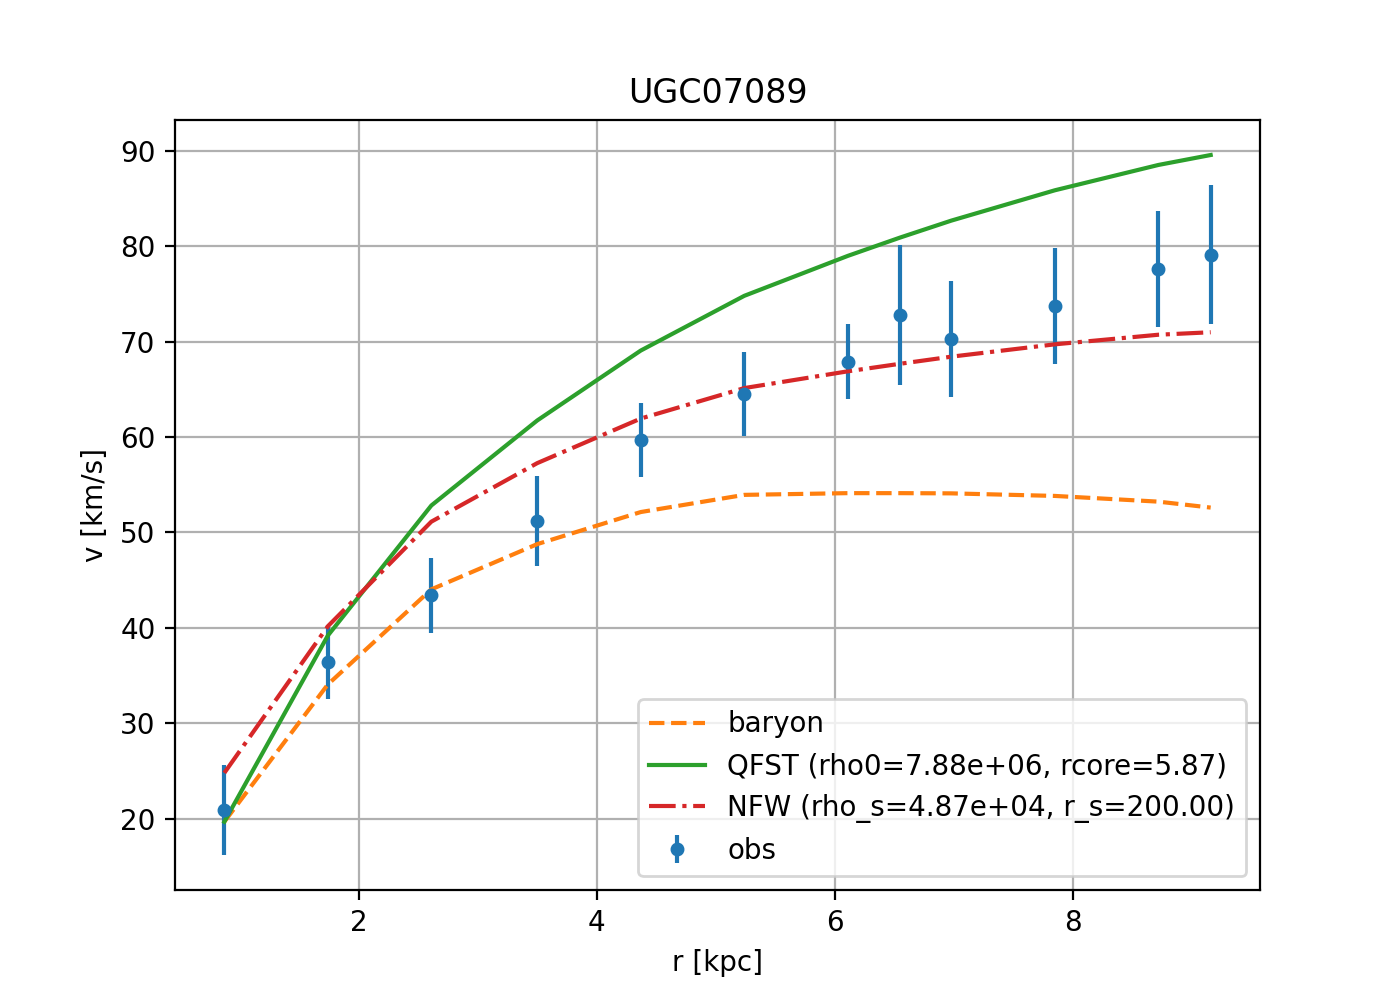 UGC07089
90
80
70
60
50
40
30
20
v [km/s]
baryon
QFST (rho0=7.88e+06, rcore=5.87)
NFW (rho_s=4.87e+04, r_s=200.00)
obs
2 4 6 8
r [kpc]